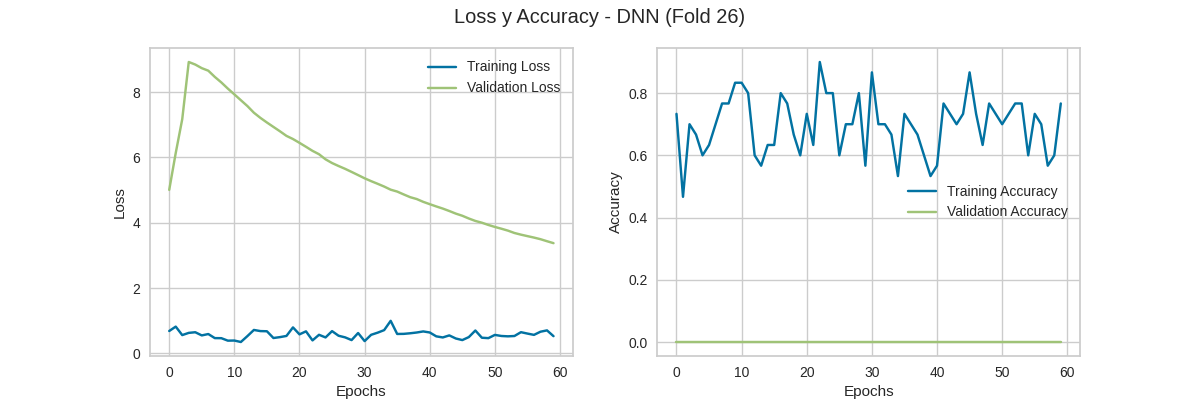 Loss y Accuracy - DNN (Fold 26)
Loss
8
6
4
2
0
Training Loss
Validation Loss
0 10 20 30 40 50 60
Epochs
Accuracy
0.8
0.6
0.4
0.2
0.0
Training Accuracy
Validation Accuracy
0 10 20 30 40 50 60
Epochs